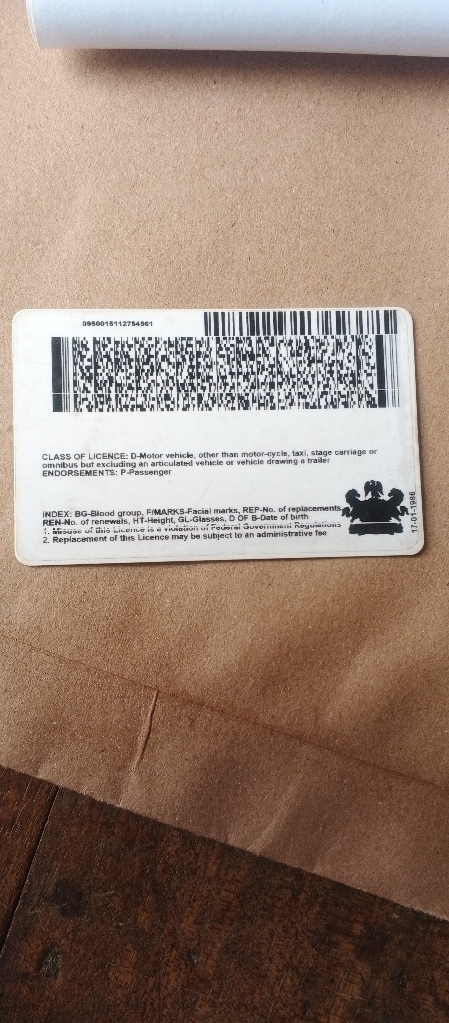 0950015112754961
CLASS OF LICENCE: D-Motor vehicle, other than motor-cycle, taxi, stage carriage or
omnibus but excluding an articulated vehicle or vehicle drawing a trailer
ENDORSEMENTS: P-Passenger
INDEX: BG-Blood group, F/MARKS-Facial marks, REP-No. of replacements
REN-No. of renewals, HT-Height, GL-Glasses, D OF B-Date of birth
1. Misuse of this Licence is a violation of Federal Government Regulations
2. Replacement of this Licence may be subject to an administrative fee
17-01-1986